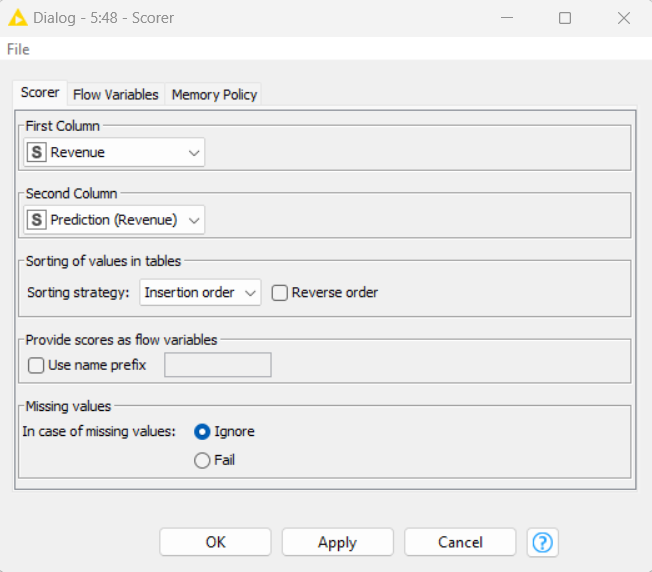 Dialog - 5:48 - Scorer
File
Scorer Flow Variables Memory Policy
First Column
S Revenue
Second Column
S Prediction (Revenue)
Sorting of values in tables
Sorting strategy: Insertion order Reverse order
Provide scores as flow variables
Use name prefix
Missing values
In case of missing values: Ignore
Fail
OK Apply Cancel ?